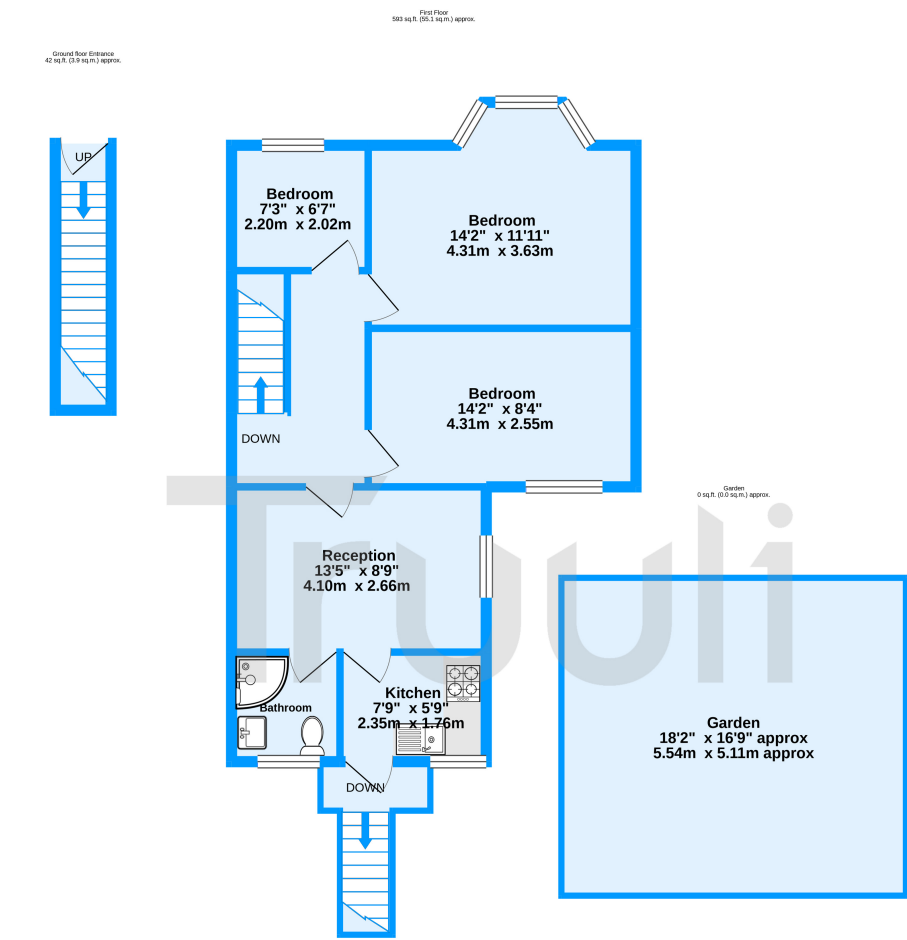 First Floor
593 sq.ft. (55.1 sq.m.) approx.
Ground floor Entrance
42 sq.ft. (3.9 sq.m.) approx.
UP
Bedroom
7'3" x 6'7"
2.20m x 2.02m
Bedroom
14'2" x 11'11"
4.31m x 3.63m
Bedroom
14'2" x 8'4"
4.31m x 2.55m
DOWN
Garden
0 sq.ft. (0.0 sq.m.) approx.
Truuli
Reception
13'5" x 8'9"
4.10m x 2.66m
Kitchen
7'9" x 5'9"
2.35m x 1.76m
Bathroom
Garden
18'2" x 16'9" approx
5.54m x 5.11m approx
DOWN